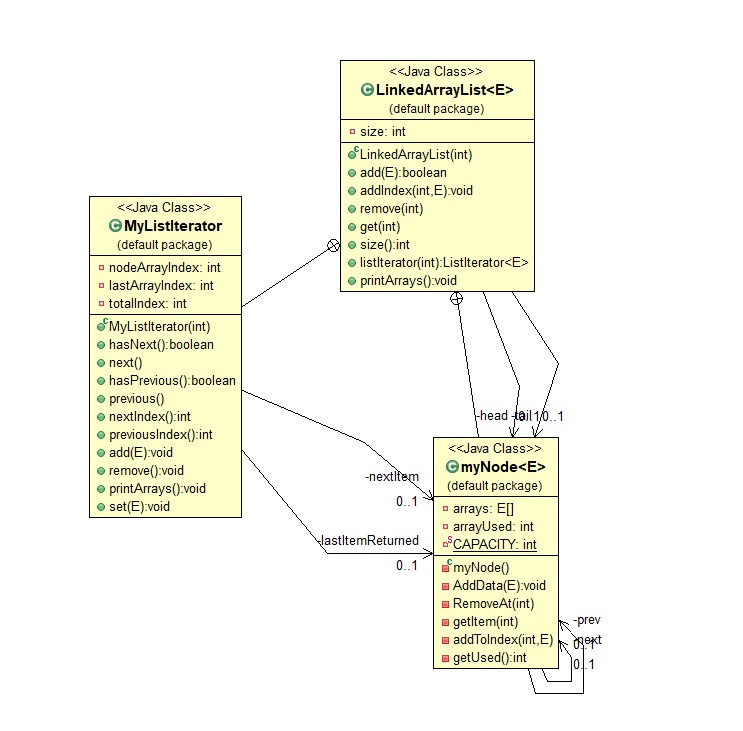 <<Java Class>>
LinkedArrayList<E>
(default package)
size: int
LinkedArrayList(int)
add(E):boolean
addIndex(int,E):void
remove(int)
get(int)
size():int
listIterator(int):ListIterator<E>
printArrays():void
<<Java Class>>
MyListIterator
(default package)
nodeArrayIndex: int
lastArrayIndex: int
totalIndex: int
MyListIterator(int)
hasNext():boolean
next()
hasPrevious():boolean
previous()
nextIndex():int
previousIndex():int
add(E):void
remove():void
printArrays():void
set(E):void
-head
-tail
0..1
0..1
-nextItem
0..1
-lastItemReturned
0..1
<<Java Class>>
myNode<E>
(default package)
arrays: E[]
arrayUsed: int
CAPACITY: int
myNode()
AddData(E):void
RemoveAt(int)
getItem(int)
addToIndex(int,E)
getUsed():int
-prev
-next
0..1
0..1